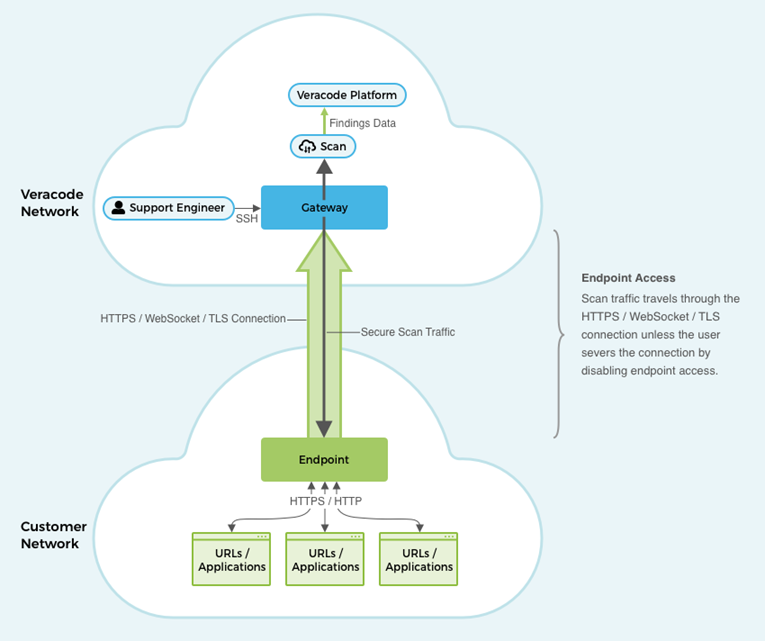 Veracode Platform
Findings Data
Scan
Veracode
Network
Support Engineer
SSH
Gateway
Endpoint Access
Scan traffic travels through the
HTTPS / WebSocket / TLS
connection unless the user
severs the connection by
disabling endpoint access.
HTTPS / WebSocket / TLS Connection
Secure Scan Traffic
Endpoint
HTTPS / HTTP
Customer
Network
URLs /
Applications
URLs /
Applications
URLs /
Applications